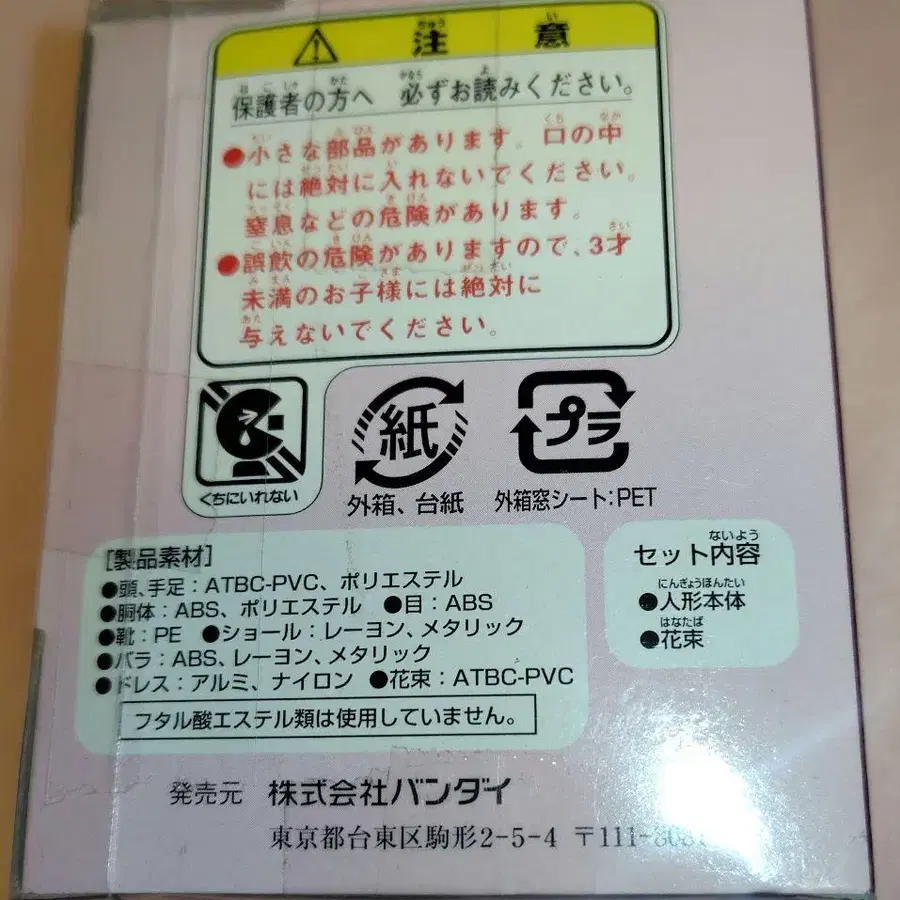 注意
保護者の方へ 必ずお読みください。
●小さな部品があります。口の中
には絶対に入れないでください。
窒息などの危険があります。
●誤飲の危険がありますので、3才
未満のお子様には絶対に
与えないでください。
くちにいれない
紙
外箱、台紙
プラ
外箱窓シート:PET
[製品素材]
●頭、手足:ATBC-PVC、ポリエステル
●胴体:ABS、ポリエステル ●目:ABS
●靴:PE ●ショール:レーヨン、メタリック
●バラ:ABS、レーヨン、メタリック
●ドレス:アルミ、ナイロン ●花束:ATBC-PVC
フタル酸エステル類は使用していません。
セット内容
●人形本体
●花束
発売元 株式会社バンダイ
東京都台東区駒形2-5-4 〒111-